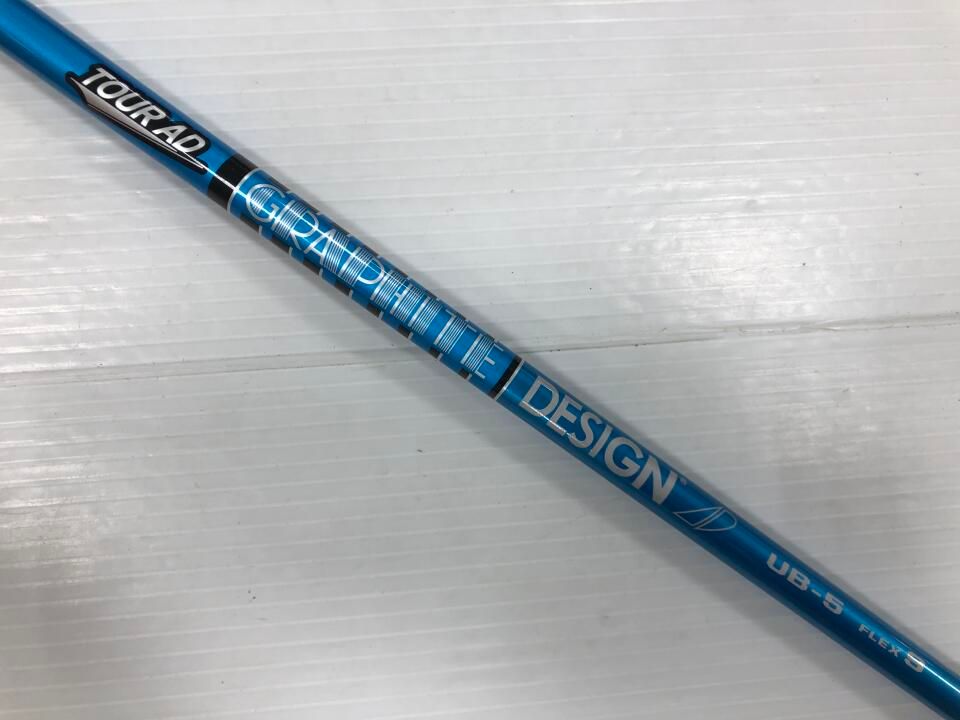 TOUR AD
GRAPHITE DESIGN
UB-5 FLEX S